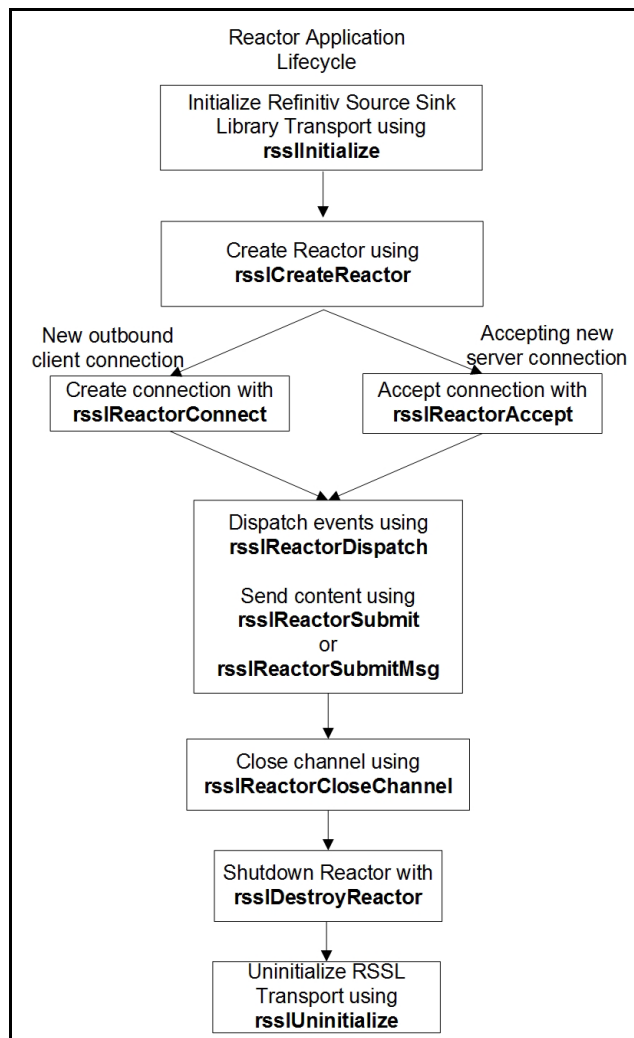 Reactor Application
Lifecycle
Initialize Refinitiv Source Sink
Library Transport using
rsslInitialize
Create Reactor using
rsslCreateReactor
New outbound
client connection
Accepting new
server connection
Create connection with
rsslReactorConnect
Accept connection with
rsslReactorAccept
Dispatch events using
rsslReactorDispatch
Send content using
rsslReactorSubmit
or
rsslReactorSubmitMsg
Close channel using
rsslReactorCloseChannel
Shutdown Reactor with
rsslDestroyReactor
Uninitialize RSSL
Transport using
rsslUninitialize